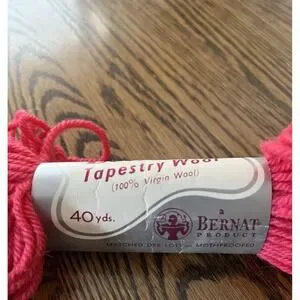 Tapestry Wool
(100% Virgin Wool)
40 yds.
a
BERNAT
PRODUCT
MATCHED DYE LOTS — MOTHPROOFED